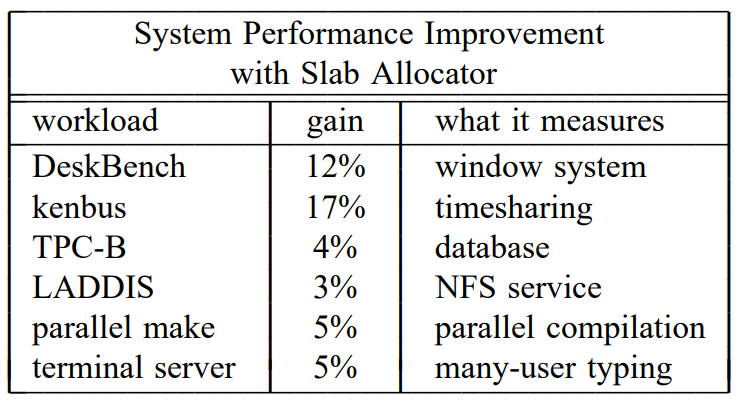 System Performance Improvement
with Slab Allocator
workload gain what it measures
DeskBench 12% window system
kenbus 17% timesharing
TPC-B 4% database
LADDIS 3% NFS service
parallel make 5% parallel compilation
terminal server 5% many-user typing